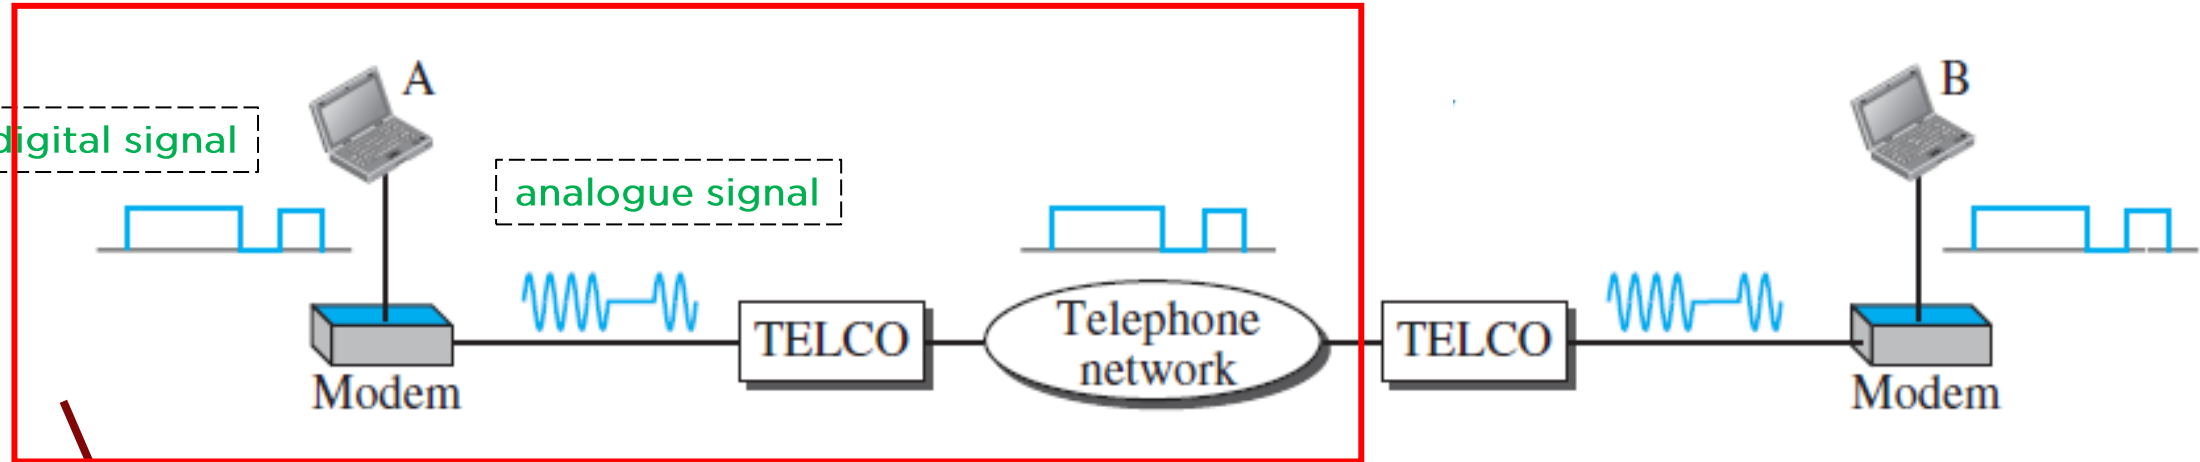 A
B
digital signal
analogue signal
TELCO
Telephone
network
TELCO
Modem
Modem